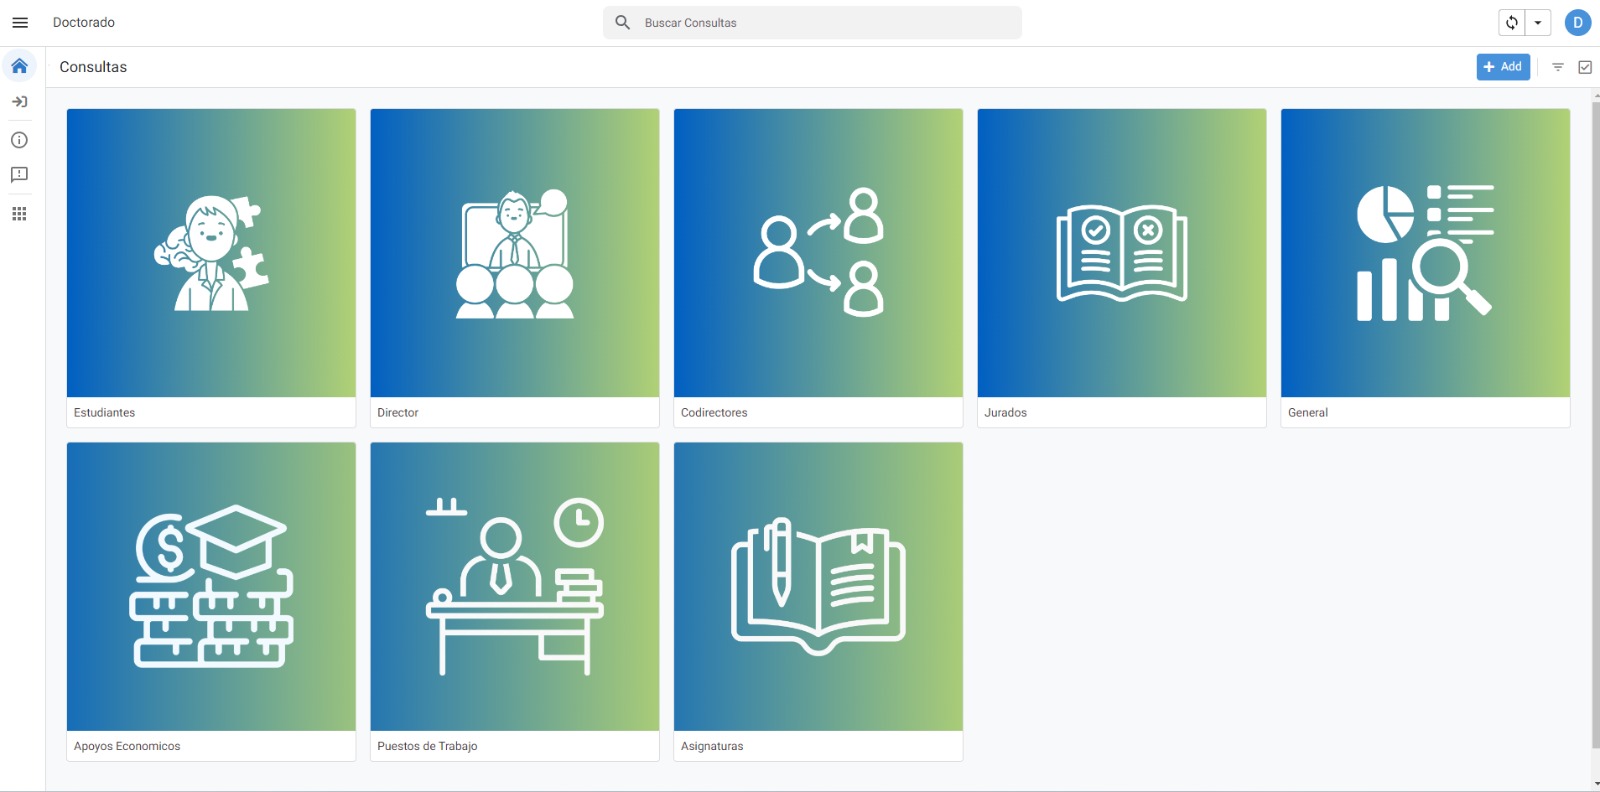 Doctorado
Buscar Consultas
D
Consultas
+ Add
Estudiantes
Director
Codirectores
Jurados
General
$
Apoyos Economicos
Puestos de Trabajo
Asignaturas